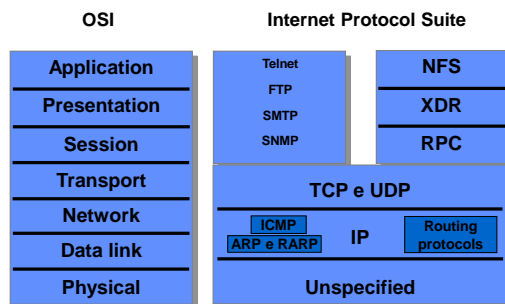 OSI
Internet Protocol Suite
Application
Presentation
Session
Transport
Network
Data link
Physical
Telnet
FTP
SMTP
SNMP
NFS
XDR
RPC
TCP e UDP
ICMP
ARP e RARP
IP
Routing
protocols
Unspecified